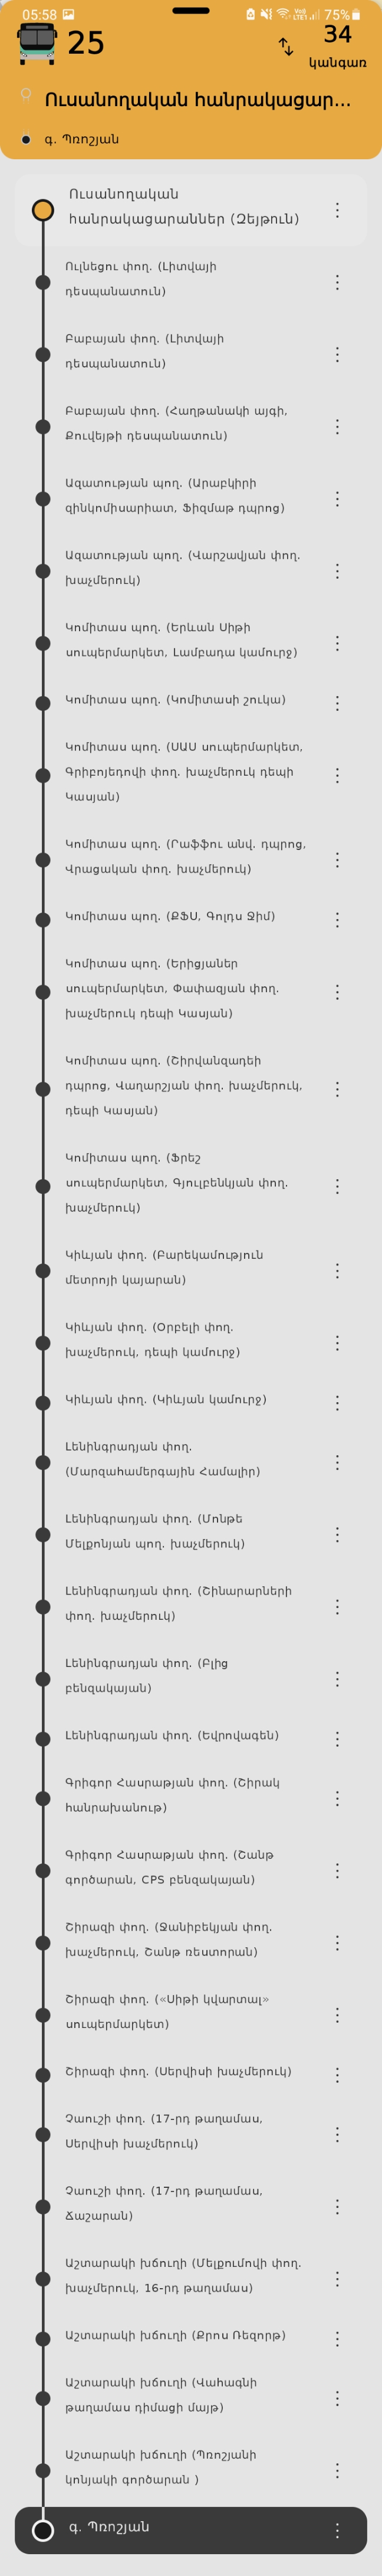 05:58
75%
25
34
կանգառ
Ուսանողական հանրակացար...
գ. Պռոշյան
Ուսանողական
հանրակացարաններ (Զեյթուն)
Ուլնեցու փող. (Լիտվայի
դեսպանատուն)
Բաբայան փող. (Լիտվայի
դեսպանատուն)
Բաբայան փող. (Հաղթանակի այգի,
Քուվեյթի դեսպանատուն)
Ազատության պող. (Արաբկիրի
զինկոմիսարիատ, Ֆիզմաթ դպրոց)
Ազատության պող. (Վարշավյան փող.
խաչմերուկ)
Կոմիտաս պող. (Երևան Սիթի
սուպերմարկետ, Լամբադա կամուրջ)
Կոմիտաս պող. (Կոմիտասի շուկա)
Կոմիտաս պող. (ՍԱՍ սուպերմարկետ,
Գրիբոյեդովի փող. խաչմերուկ դեպի
Կասյան)
Կոմիտաս պող. (Րաֆֆու անվ. դպրոց,
Վրացական փող. խաչմերուկ)
Կոմիտաս պող. (ՔՖՍ, Գոլդս Ջիմ)
Կոմիտաս պող. (Երիցյաներ
սուպերմարկետ, Փափազյան փող.
խաչմերուկ դեպի Կասյան)
Կոմիտաս պող. (Շիրվանզադեի
դպրոց, Վաղարշյան փող. խաչմերուկ,
դեպի Կասյան)
Կոմիտաս պող. (Ֆրեշ
սուպերմարկետ, Գյուլբենկյան փող.
խաչմերուկ)
Կիևյան փող. (Բարեկամություն
մետրոյի կայարան)
Կիևյան փող. (Օրբելի փող.
խաչմերուկ, դեպի կամուրջ)
Կիևյան փող. (Կիևյան կամուրջ)
Լենինգրադյան փող.
(Մարզահամերգային Համալիր)
Լենինգրադյան փող. (Մոնթե
Մելքոնյան պող. խաչմերուկ)
Լենինգրադյան փող. (Շինարարների
փող. խաչմերուկ)
Լենինգրադյան փող. (Բլից
բենզակայան)
Լենինգրադյան փող. (Եվրովագեն)
Գրիգոր Հասրաթյան փող. (Շիրակ
հանրախանութ)
Գրիգոր Հասրաթյան փող. (Շանթ
գործարան, CPS բենզակայան)
Շիրազի փող. (Ջանիբեկյան փող.
խաչմերուկ, Շանթ ռեստորան)
Շիրազի փող. («Սիթի կվարտալ»
սուպերմարկետ)
Շիրազի փող. (Սերվիսի խաչմերուկ)
Չաուշի փող. (17-րդ թաղամաս,
Սերվիսի խաչմերուկ)
Չաուշի փող. (17-րդ թաղամաս,
Ճաշարան)
Աշտարակի խճուղի (Մելքումովի փող.
խաչմերուկ, 16-րդ թաղամաս)
Աշտարակի խճուղի (Քրոս Ռեզորթ)
Աշտարակի խճուղի (Վահագնի
թաղամաս դիմացի մայթ)
Աշտարակի խճուղի (Պռոշյանի
կոնյակի գործարան )
գ. Պռոշյան